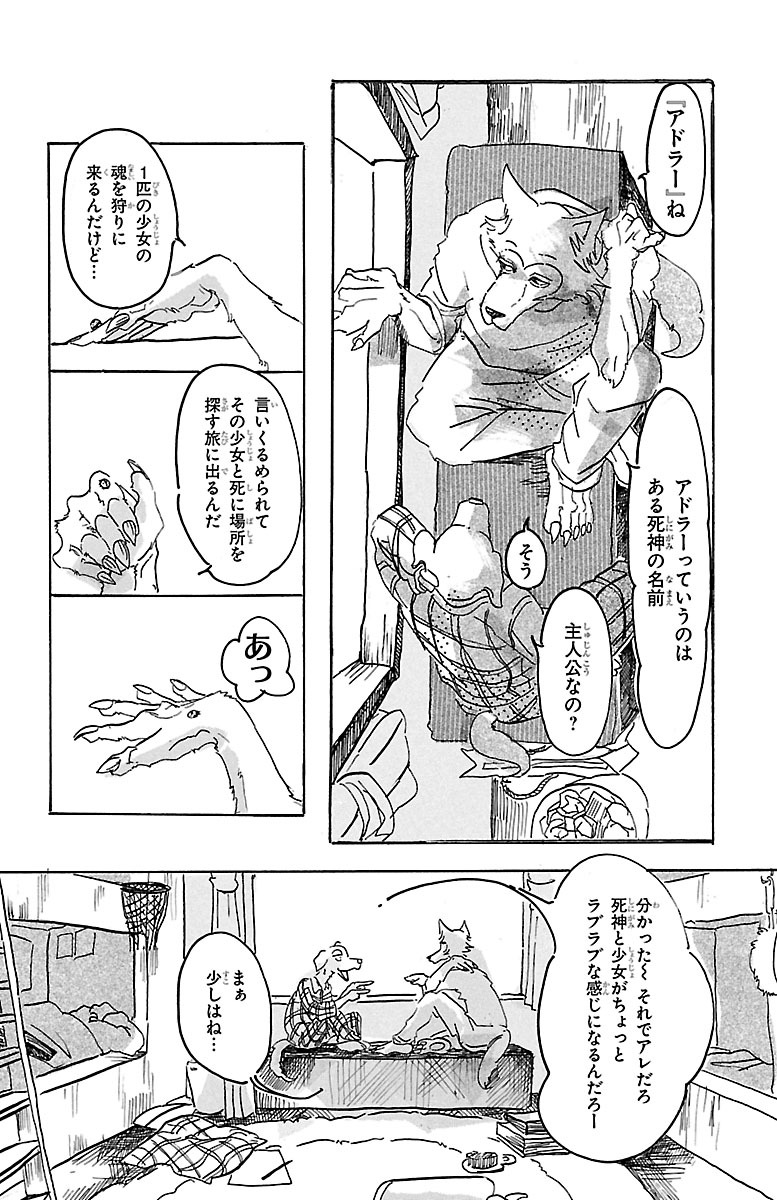 『アドラー』ね
アドラーっていうのは
ある死神の名前
そう
主人公なの？
1匹の少女の
魂を狩りに
来るんだけど…
言いくるめられて
その少女と死に場所を
探す旅に出るんだ
あっ
分かった〜 それでアレだろ
死神と少女がちょっと
ラブラブな感じになるんだろー
まぁ
少しはね…